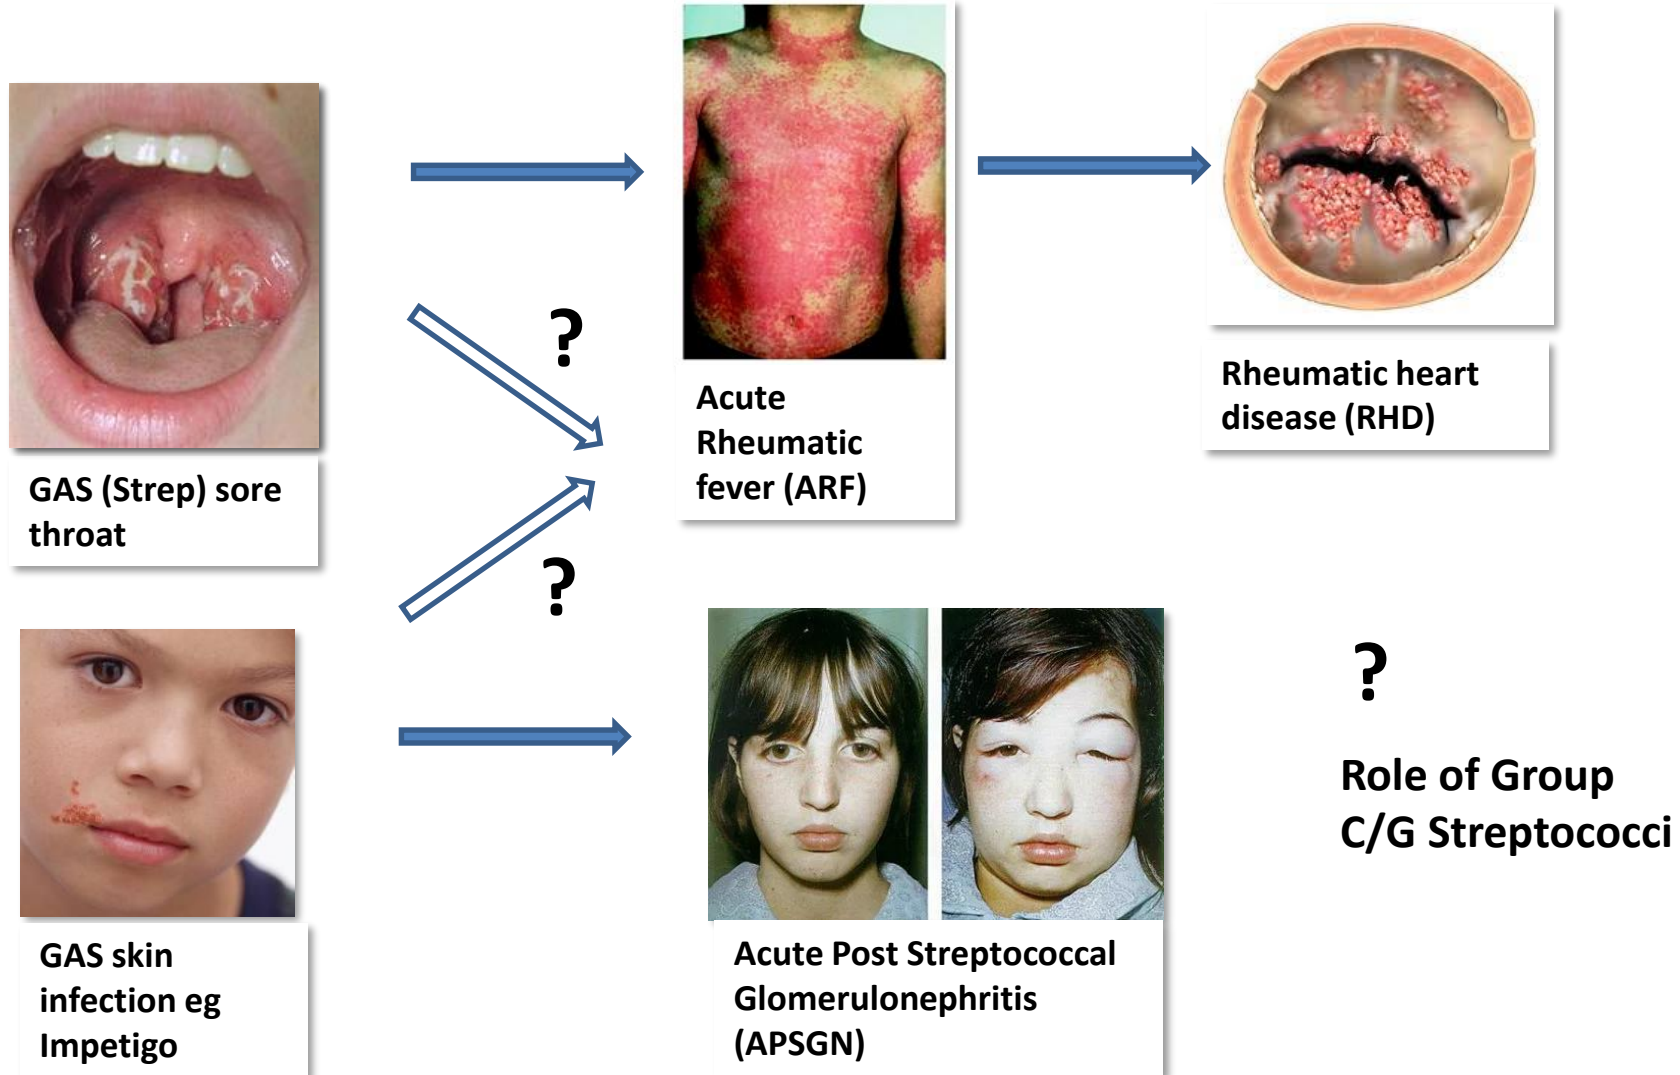 GAS (Strep) sore
throat
?
Acute
Rheumatic
fever (ARF)
Rheumatic heart
disease (RHD)
?
GAS skin
infection eg
Impetigo
Acute Post Streptococcal
Glomerulonephritis
(APSGN)
?
Role of Group
C/G Streptococci